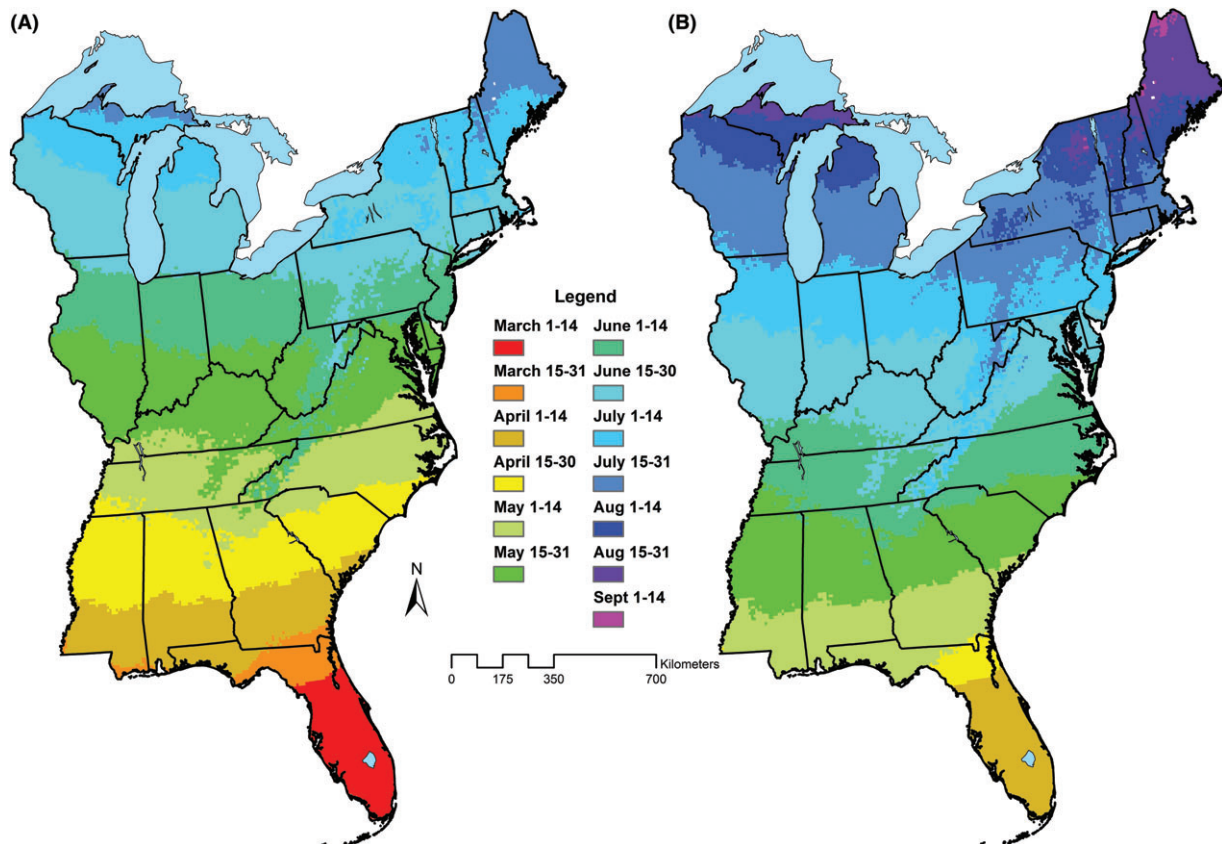 (A)
(B)
Legend
March 1-14 June 1-14
March 15-31 June 15-30
April 1-14 July 1-14
April 15-30 July 15-31
May 1-14 Aug 1-14
May 15-31 Aug 15-31
Sept 1-14
N
Kilometers
0 175 350 700